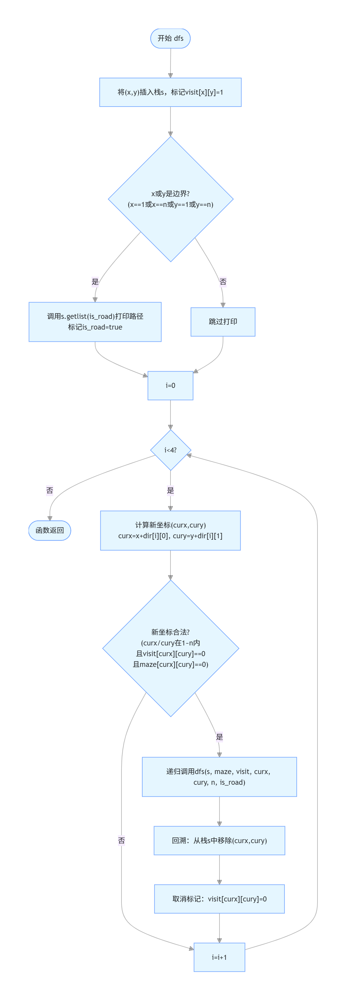 开始 dfs
将(x,y)插入栈s，标记visit[x][y]=1
x或y是边界?
(x==1或x==n或y==1或y==n)
是
否
调用s.getlist(is_road)打印路径
标记is_road=true
跳过打印
i=0
i<4?
否
是
函数返回
计算新坐标(curx,cury)
curx=x+dir[i][0], cury=y+dir[i][1]
新坐标合法?
(curx/cury在1~n内
且visit[curx][cury]==0
且maze[curx][cury]==0)
是
递归调用dfs(s, maze, visit, curx,
cury, n, is_road)
否
回溯：从栈s中移除(curx,cury)
取消标记：visit[curx][cury]=0
i=i+1